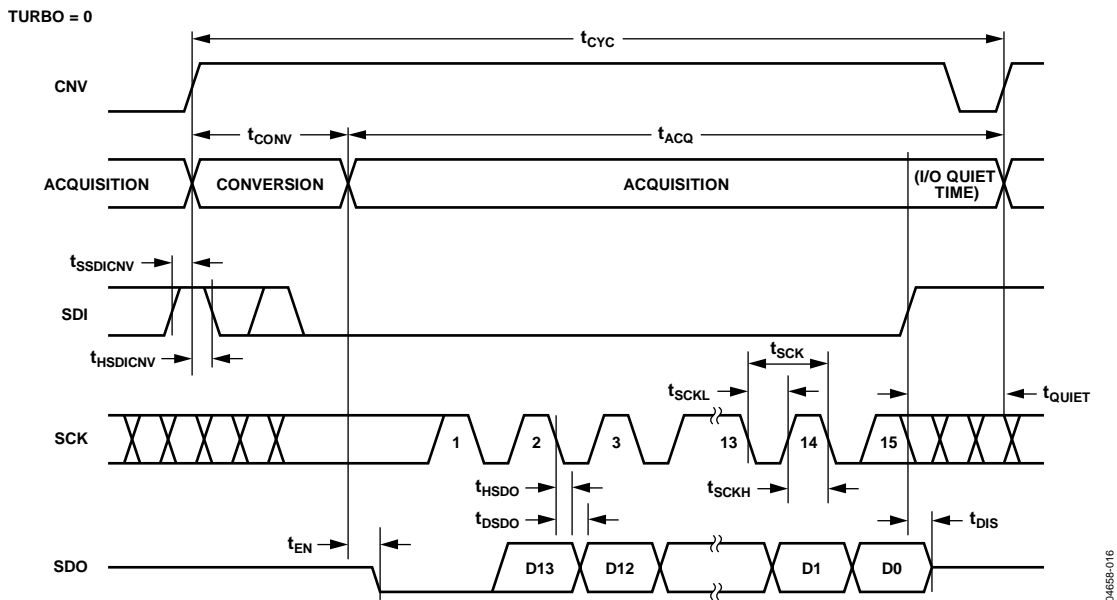 TURBO = 0
tCYC
CNV
tCONV
tACQ
ACQUISITION
CONVERSION
ACQUISITION
(I/O QUIET
TIME)
tSSDICNV
SDI
tHSDICNV
tSCK
tSCKL
tQUIET
SCK
1
2
3
13
14
15
tHSDO
tSCKH
tDSDO
tDIS
tEN
SDO
D13
D12
D1
D0
04658-016